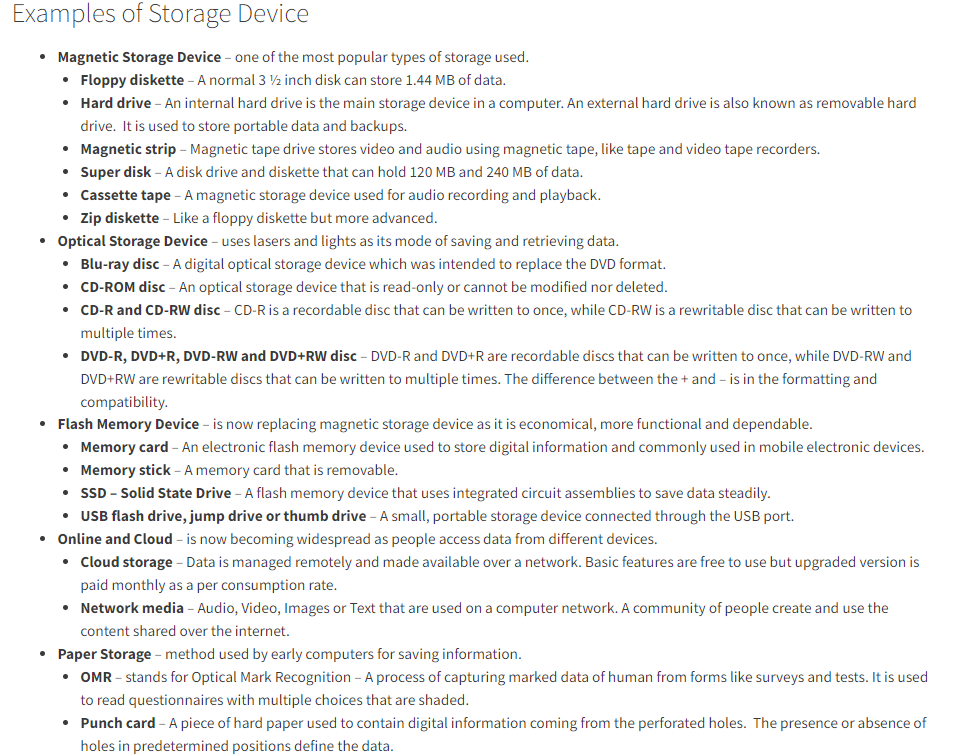 Examples of Storage Device
• Magnetic Storage Device – one of the most popular types of storage used.
• Floppy diskette – A normal 3 ½ inch disk can store 1.44 MB of data.
• Hard drive – An internal hard drive is the main storage device in a computer. An external hard drive is also known as removable hard
drive.  It is used to store portable data and backups.
• Magnetic strip – Magnetic tape drive stores video and audio using magnetic tape, like tape and video tape recorders.
• Super disk – A disk drive and diskette that can hold 120 MB and 240 MB of data.
• Cassette tape – A magnetic storage device used for audio recording and playback.
• Zip diskette – Like a floppy diskette but more advanced.
• Optical Storage Device – uses lasers and lights as its mode of saving and retrieving data.
• Blu-ray disc – A digital optical storage device which was intended to replace the DVD format.
• CD-ROM disc – An optical storage device that is read-only or cannot be modified nor deleted.
• CD-R and CD-RW disc – CD-R is a recordable disc that can be written to once, while CD-RW is a rewritable disc that can be written to
multiple times.
• DVD-R, DVD+R, DVD-RW and DVD+RW disc – DVD-R and DVD+R are recordable discs that can be written to once, while DVD-RW and
DVD+RW are rewritable discs that can be written to multiple times. The difference between the + and – is in the formatting and
compatibility.
• Flash Memory Device – is now replacing magnetic storage device as it is economical, more functional and dependable.
• Memory card – An electronic flash memory device used to store digital information and commonly used in mobile electronic devices.
• Memory stick – A memory card that is removable.
• SSD – Solid State Drive – A flash memory device that uses integrated circuit assemblies to save data steadily.
• USB flash drive, jump drive or thumb drive – A small, portable storage device connected through the USB port.
• Online and Cloud – is now becoming widespread as people access data from different devices.
• Cloud storage – Data is managed remotely and made available over a network. Basic features are free to use but upgraded version is
paid monthly as a per consumption rate.
• Network media – Audio, Video, Images or Text that are used on a computer network. A community of people create and use the
content shared over the internet.
• Paper Storage – method used by early computers for saving information.
• OMR – stands for Optical Mark Recognition – A process of capturing marked data of human from forms like surveys and tests. It is used
to read questionnaires with multiple choices that are shaded.
• Punch card – A piece of hard paper used to contain digital information coming from the perforated holes.  The presence or absence of
holes in predetermined positions define the data.